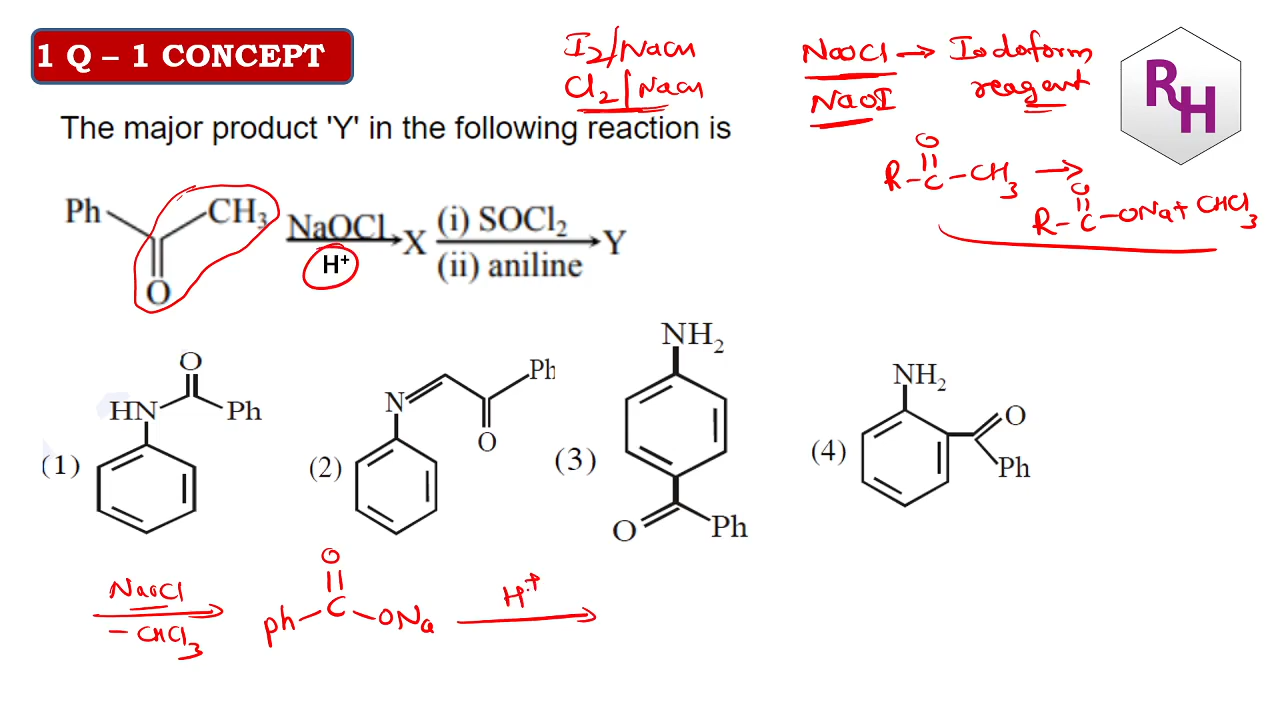 1 Q – 1 CONCEPT
I2/NaOH
Cl2/NaOH
NaOCl → Iodoform
reagent
NaOI
RH
The major product 'Y' in the following reaction is
O
R–C–CH3 →
O
R–C–ONa + CHCl3
Ph CH3 O NaOCl H+ X (i) SOCl2 (ii) aniline Y
(1) HN O Ph
(2) N O Ph
(3) NH2 O Ph
(4) NH2 O Ph
NaOCl
– CHCl3
O
ph–C–ONa
H+